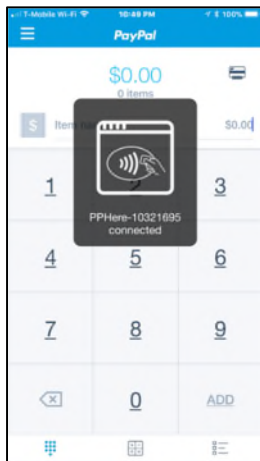 T-Mobile Wi-Fi 10:49 PM 100%
PayPal
$0.00
0 items
$ Item $0.00
PPHere-10321695
connected
1 2 3
4 5 6
7 8 9
0 ADD